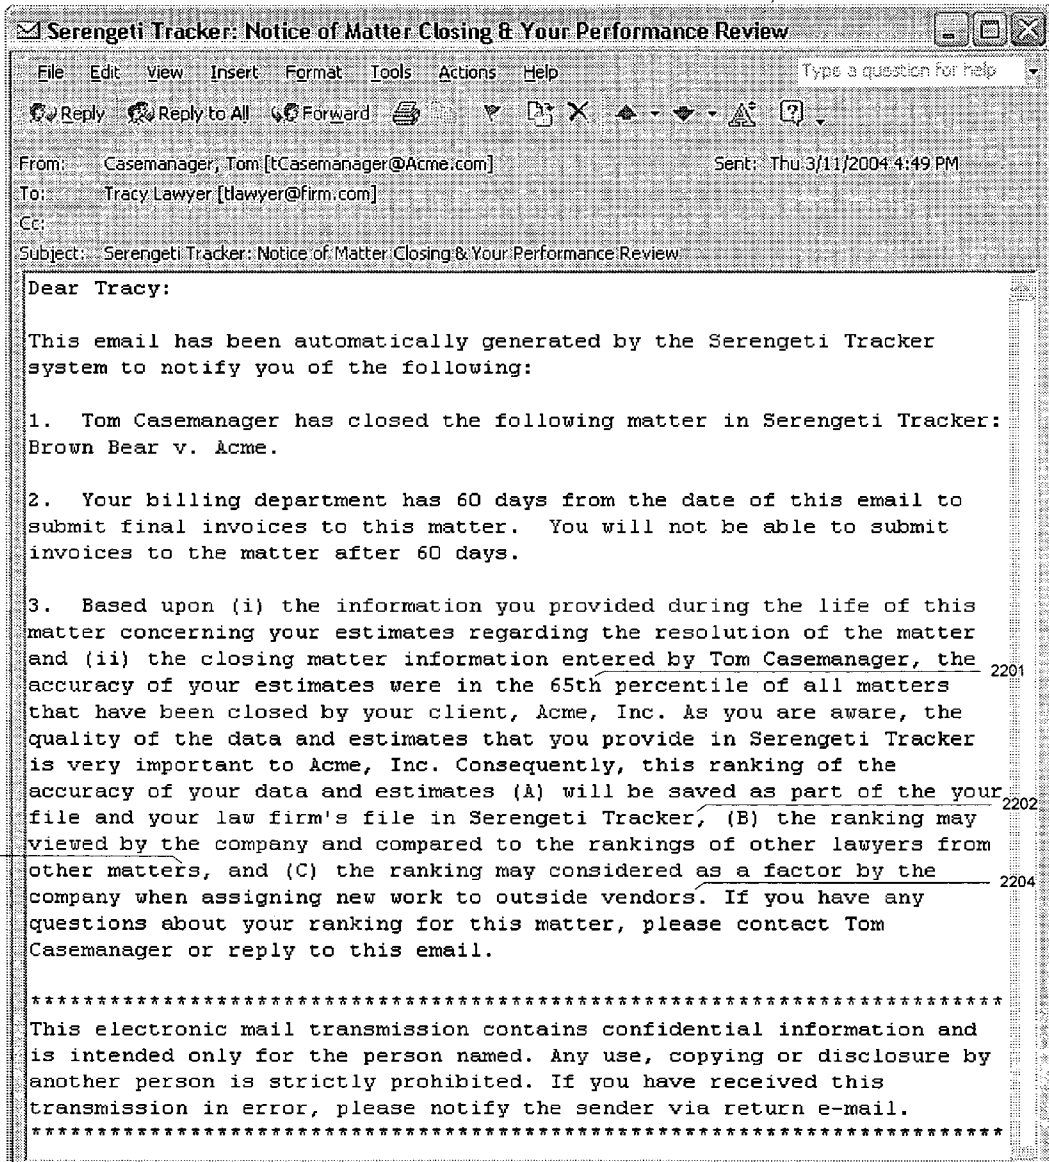 Serengeti Tracker: Notice of Matter Closing & Your Performance Review
File Edit View Insert Format Tools Actions Help Type a question for help
Reply Reply to All Forward
From: Casemanager, Tom [tCasemanager@Acme.com] Sent: Thu 3/11/2004 4:49 PM
To: Tracy Lawyer [tlawyer@firm.com]
Cc:
Subject: Serengeti Tracker: Notice of Matter Closing & Your Performance Review
Dear Tracy:
This email has been automatically generated by the Serengeti Tracker
system to notify you of the following:
1. Tom Casemanager has closed the following matter in Serengeti Tracker:
Brown Bear v. Acme.
2. Your billing department has 60 days from the date of this email to
submit final invoices to this matter. You will not be able to submit
invoices to the matter after 60 days.
3. Based upon (i) the information you provided during the life of this
matter concerning your estimates regarding the resolution of the matter
and (ii) the closing matter information entered by Tom Casemanager, the
2201
accuracy of your estimates were in the 65th percentile of all matters
that have been closed by your client, Acme, Inc. As you are aware, the
quality of the data and estimates that you provide in Serengeti Tracker
is very important to Acme, Inc. Consequently, this ranking of the
accuracy of your data and estimates (A) will be saved as part of the your
2202
file and your law firm's file in Serengeti Tracker, (B) the ranking may
viewed by the company and compared to the rankings of other lawyers from
other matters, and (C) the ranking may considered as a factor by the
2204
company when assigning new work to outside vendors. If you have any
questions about your ranking for this matter, please contact Tom
Casemanager or reply to this email.
*************************************************************************
This electronic mail transmission contains confidential information and
is intended only for the person named. Any use, copying or disclosure by
another person is strictly prohibited. If you have received this
transmission in error, please notify the sender via return e-mail.
*************************************************************************